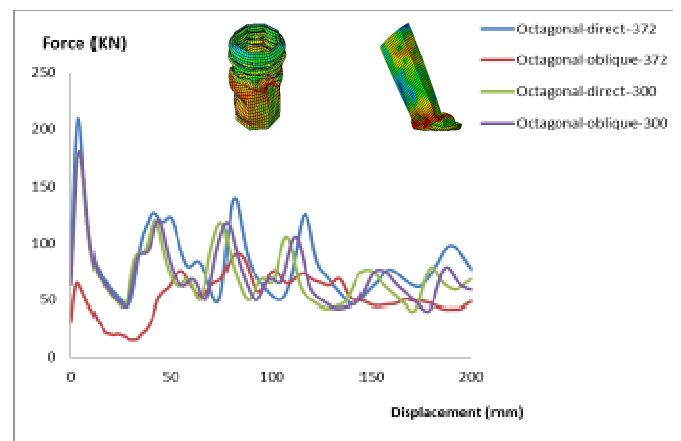 Force (KN)
250
200
150
100
50
0
0
50
100
150
200
Displacement (mm)
Octagonal-direct-372
Octagonal-oblique-372
Octagonal-direct-300
Octagonal-oblique-300